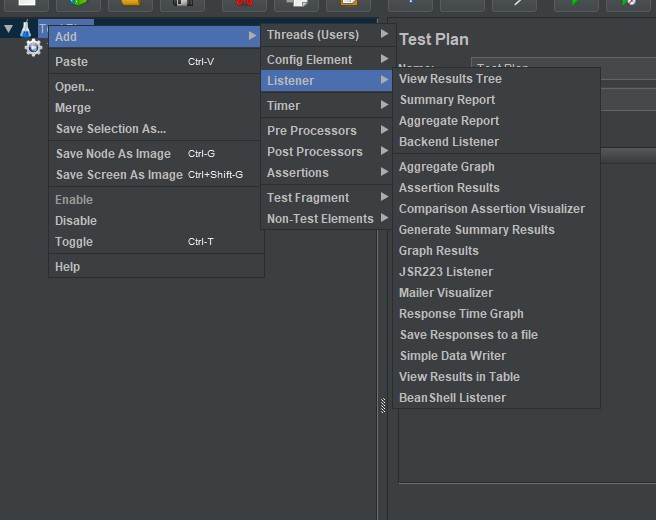 Test Plan
Add
Paste Ctrl-V
Open...
Merge
Save Selection As...
Save Node As Image Ctrl-G
Save Screen As Image Ctrl+Shift-G
Enable
Disable
Toggle Ctrl-T
Help
Threads (Users)
Config Element
Listener
Timer
Pre Processors
Post Processors
Assertions
Test Fragment
Non-Test Elements
View Results Tree
Summary Report
Aggregate Report
Backend Listener
Aggregate Graph
Assertion Results
Comparison Assertion Visualizer
Generate Summary Results
Graph Results
JSR223 Listener
Mailer Visualizer
Response Time Graph
Save Responses to a file
Simple Data Writer
View Results in Table
BeanShell Listener